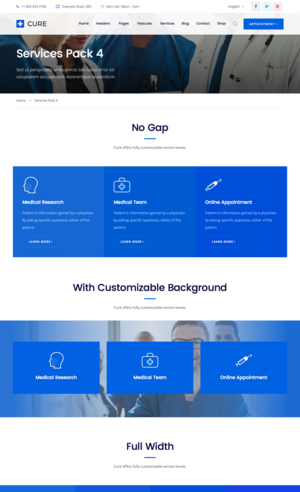 +1 800 833 9780
Example Road, 384
Mon-Sat: 08am - 7pm
English
CURE
Home Headers Pages Features Services Blog Contact Shop
APPOINTMENT
Services Pack 4
Sed ut perspiciatis unde omnis iste natus error sit
voluptatem accusantium doloremque laudantium.
Home > Services Pack 4
No Gap
Cure offers fully customizable service boxes.
Medical Research
Patient is information gained by a physician
by asking specific questions, either of the
patient.
LEARN MORE
Medical Team
Patient is information gained by a physician
by asking specific questions, either of the
patient.
LEARN MORE
Online Appointment
Patient is information gained by a physician
by asking specific questions, either of the
patient.
LEARN MORE
With Customizable Background
Cure offers fully customizable service boxes.
Medical Research
Medical Team
Online Appointment
Full Width
Cure offers fully customizable service boxes.